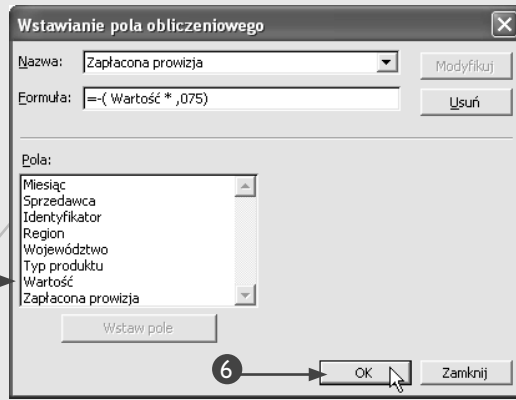 Wstawianie pola obliczeniowego
Nazwa: Zapłacona prowizja Modyfikuj
Formuła: =-( Wartość * ,075) Usuń
Pola:
Miesiąc
Sprzedawca
Identyfikator
Region
Województwo
Typ produktu
Wartość
Zapłacona prowizja
Wstaw pole
6 OK Zamknij